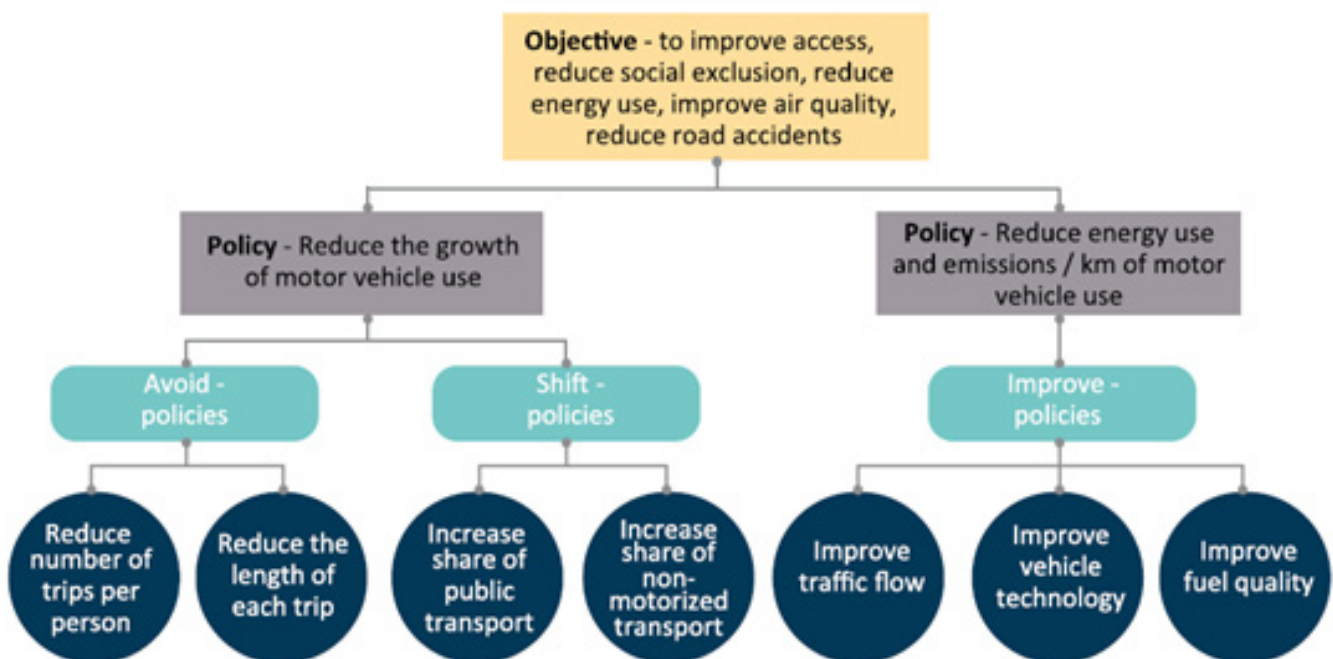 Objective - to improve access,
reduce social exclusion, reduce
energy use, improve air quality,
reduce road accidents
Policy - Reduce the growth
of motor vehicle use
Policy - Reduce energy use
and emissions / km of motor
vehicle use
Avoid -
policies
Shift -
policies
Improve -
policies
Reduce
number of
trips per
person
Reduce the
length of
each trip
Increase
share of
public
transport
Increase
share of
non-
motorized
transport
Improve
traffic flow
Improve
vehicle
technology
Improve
fuel quality